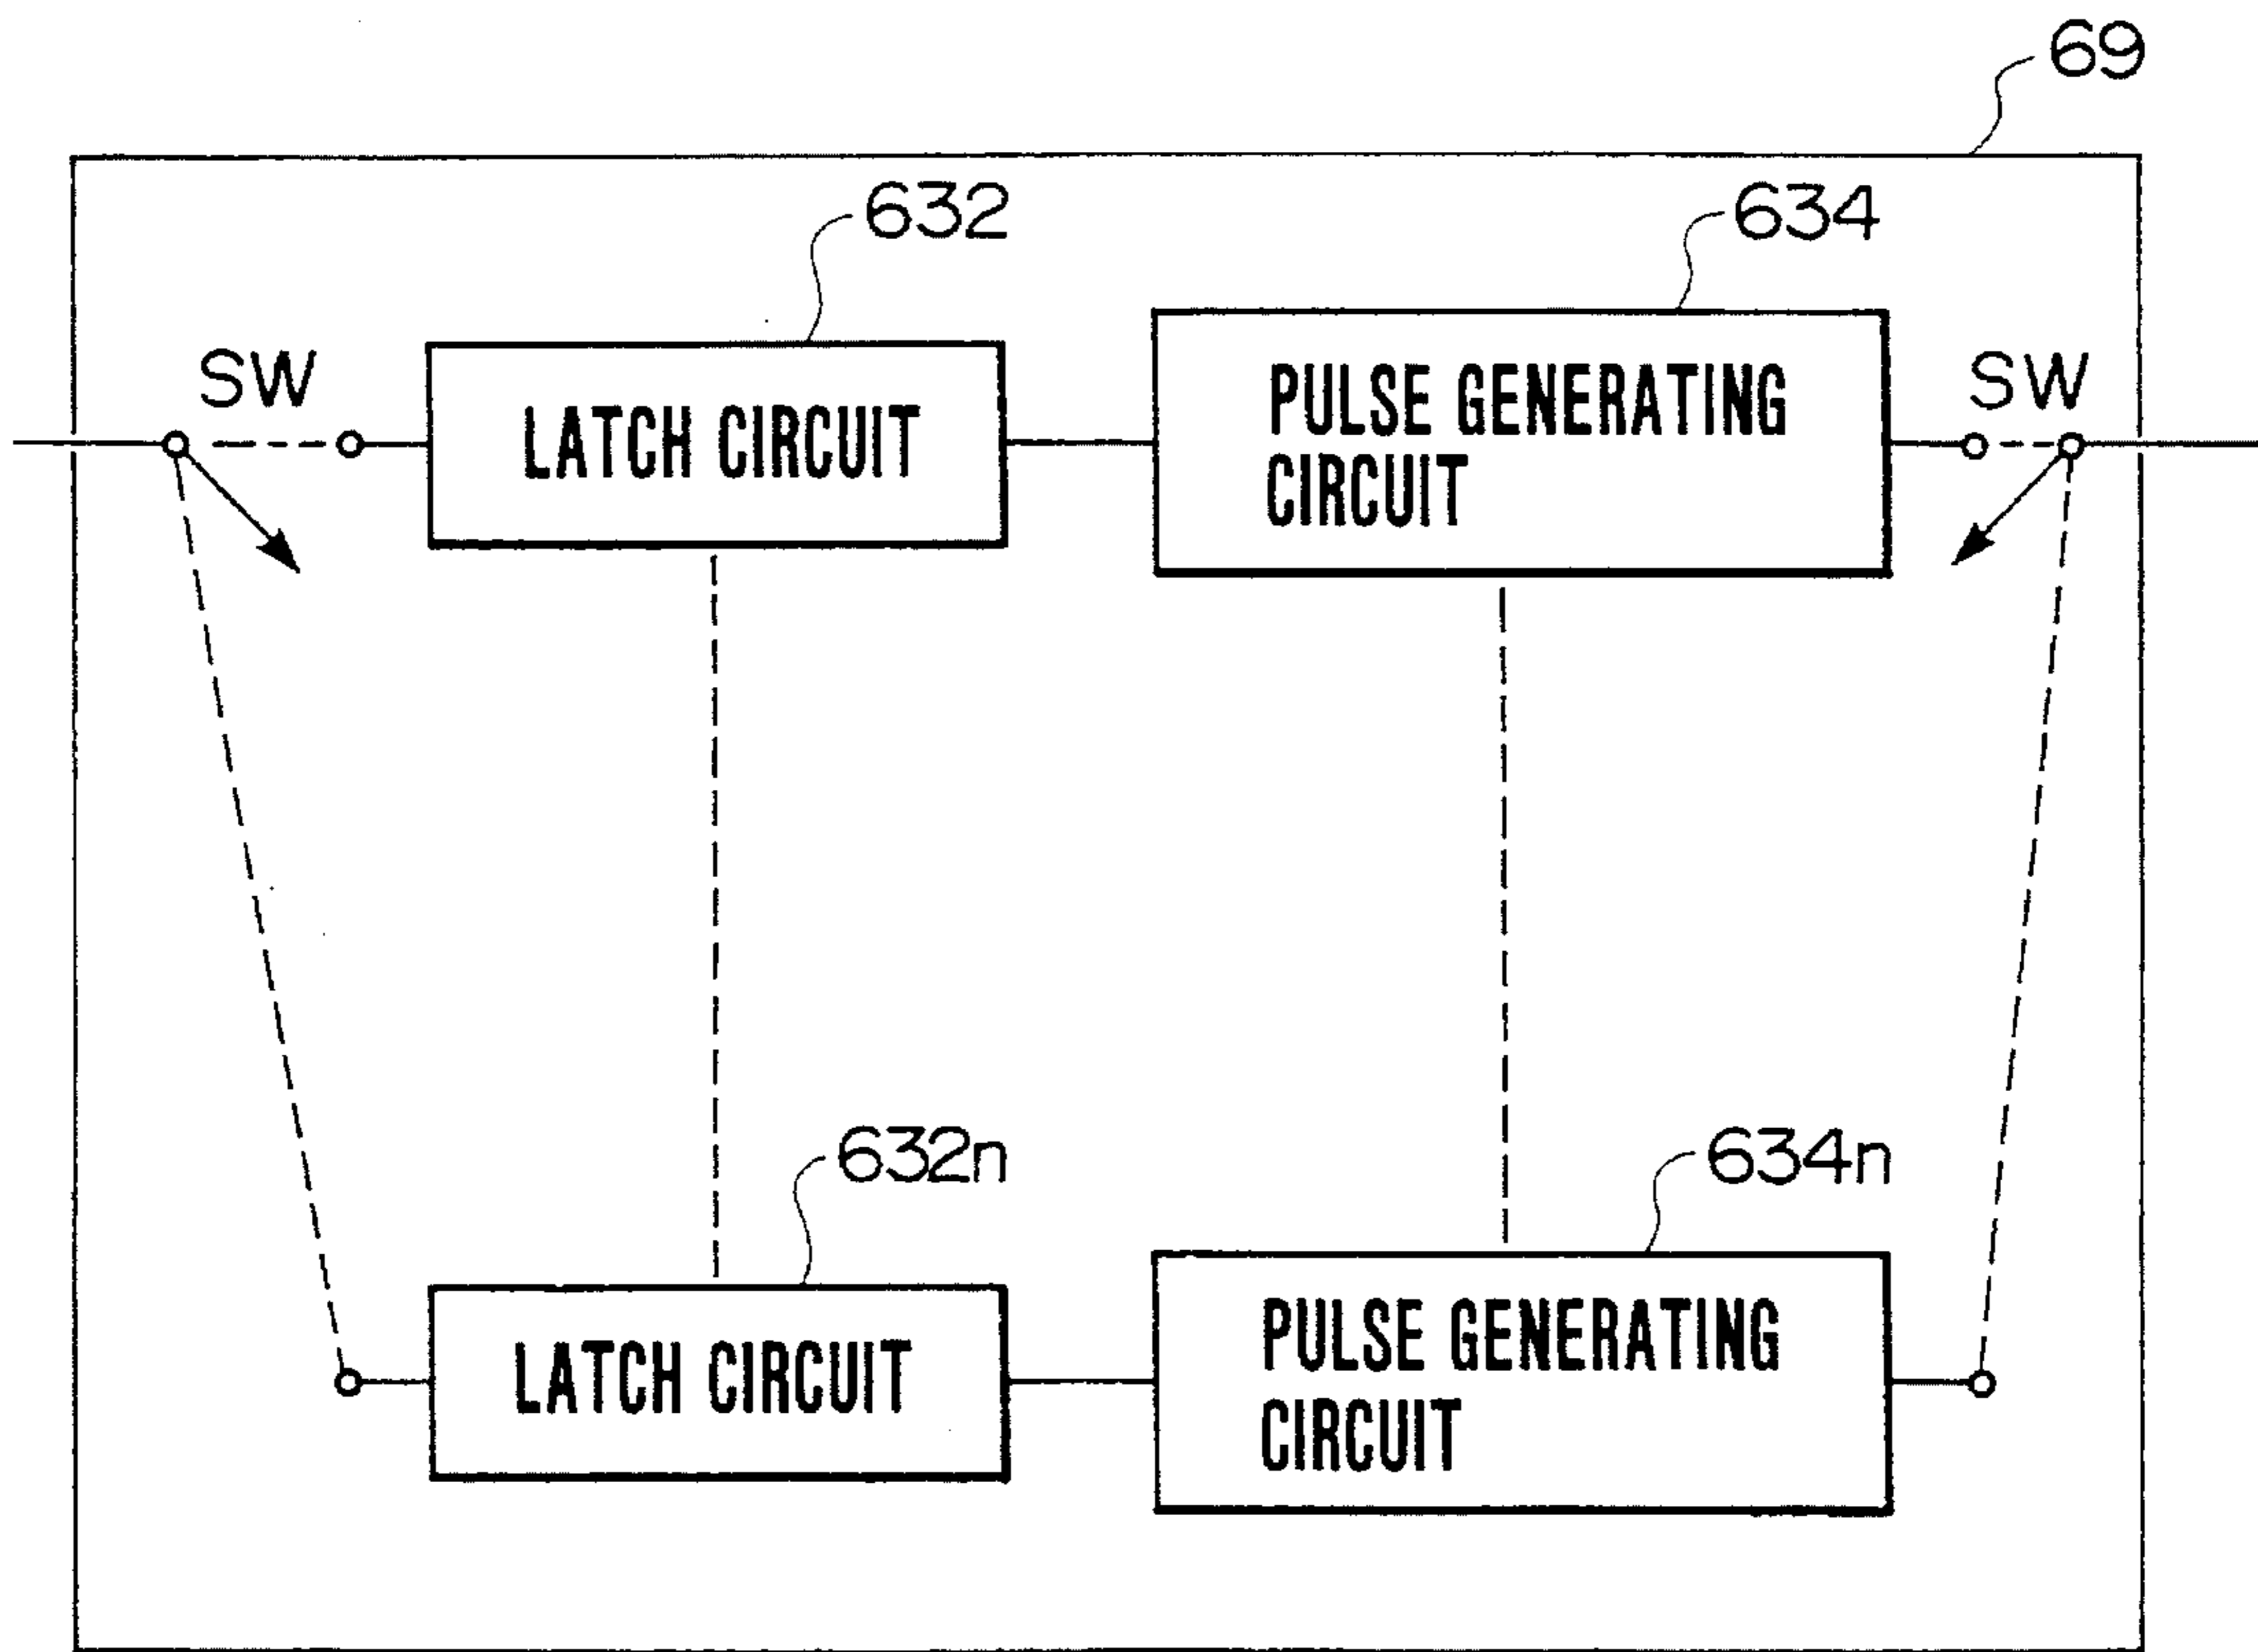 69
632
634
SW
SW
LATCH CIRCUIT
PULSE GENERATING
CIRCUIT
632n
634n
LATCH CIRCUIT
PULSE GENERATING
CIRCUIT